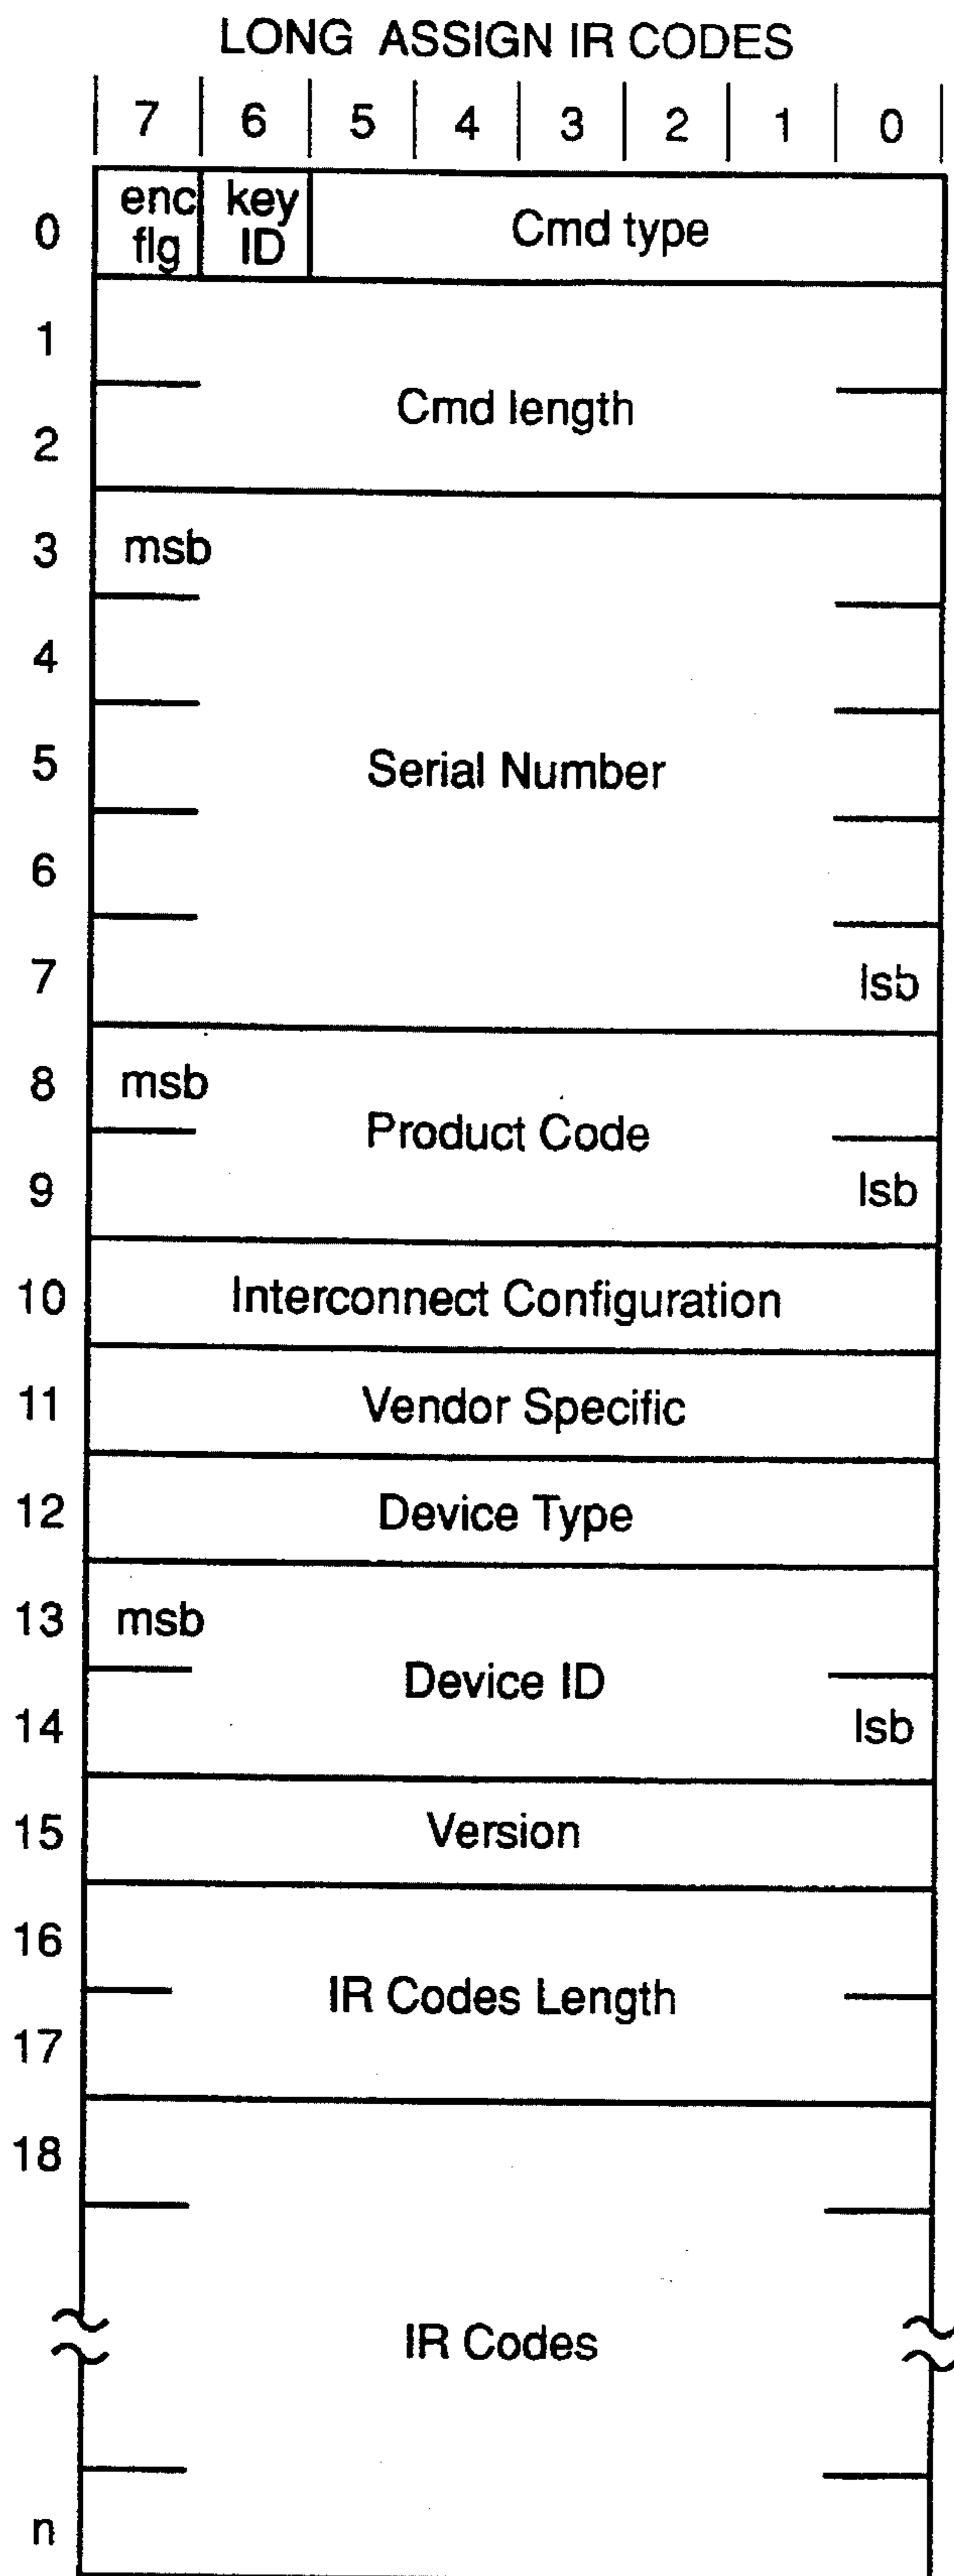 LONG ASSIGN IR CODES
7 6 5 4 3 2 1 0
0 enc flg key ID Cmd type
1
Cmd length
2
3 msb
4
5 Serial Number
6
7 lsb
8 msb
Product Code
9 lsb
10 Interconnect Configuration
11 Vendor Specific
12 Device Type
13 msb
Device ID
14 lsb
15 Version
16
IR Codes Length
17
18
IR Codes
n